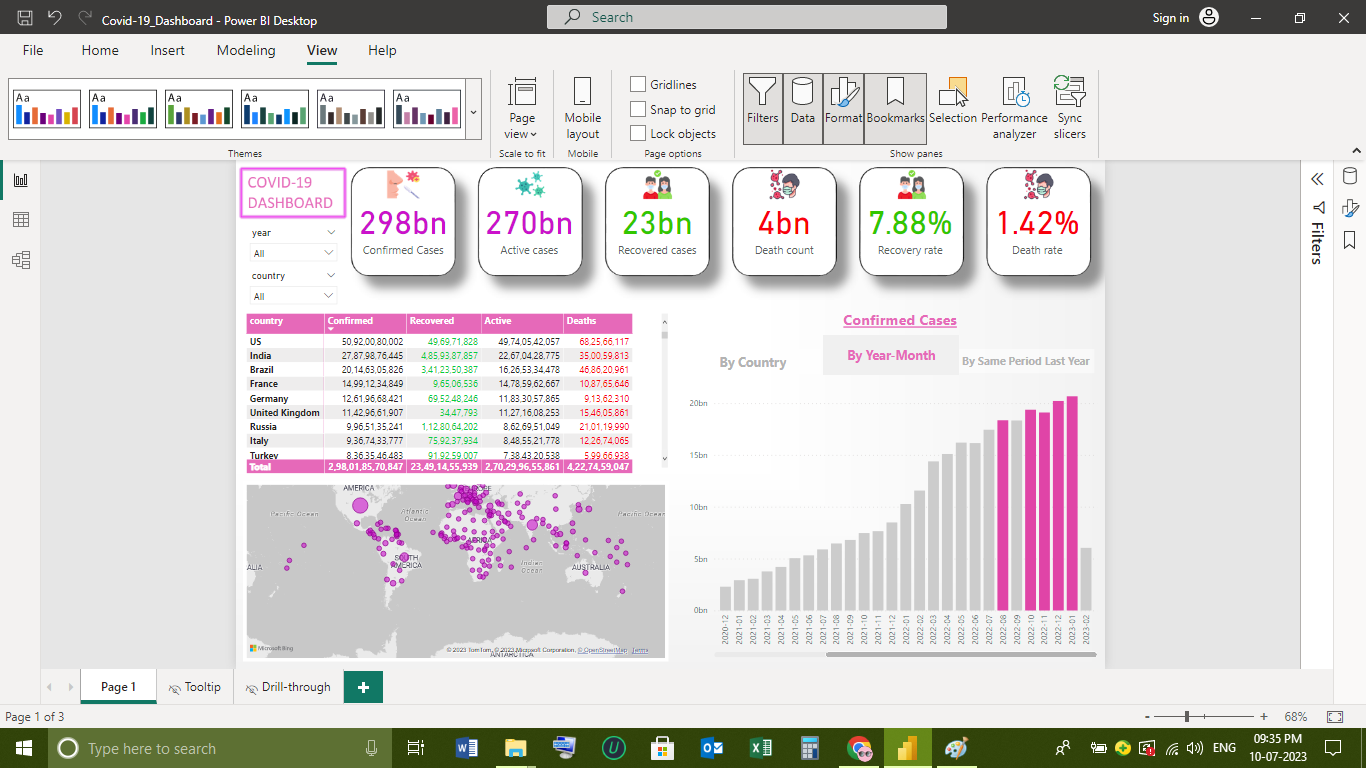 Covid-19_Dashboard - Power BI Desktop
Search
Sign in
File Home Insert Modeling View Help
Aa Aa Aa Aa Aa Aa
Page view
Mobile layout
Gridlines
Snap to grid
Lock objects
Filters Data Format Bookmarks Selection Performance analyzer Sync slicers
Themes Scale to fit Mobile Page options Show panes
COVID-19
DASHBOARD
year
All
country
All
298bn
Confirmed Cases
270bn
Active cases
23bn
Recovered cases
4bn
Death count
7.88%
Recovery rate
1.42%
Death rate
Filters
country Confirmed Recovered Active Deaths
US 50,92,00,80,002 49,69,71,828 49,74,05,42,057 68,25,66,117
India 27,87,98,76,445 4,85,93,87,857 22,67,04,28,775 35,00,59,813
Brazil 20,14,63,05,826 3,41,23,50,387 16,26,53,34,478 46,86,20,961
France 14,99,12,34,849 9,65,06,536 14,78,59,62,667 10,87,65,646
Germany 12,61,96,68,421 69,52,48,246 11,83,30,57,865 9,13,62,310
United Kingdom 11,42,96,61,907 34,47,793 11,27,16,08,253 15,46,05,861
Russia 9,96,51,35,241 1,12,80,64,202 8,62,69,51,049 21,01,19,990
Italy 9,36,74,33,777 75,92,37,934 8,48,55,21,778 12,26,74,065
Turkey 8,36,35,46,483 91,92,59,007 7,38,43,20,538 5,99,66,938
Total 2,98,01,85,70,847 23,49,14,55,939 2,70,29,96,55,861 4,22,74,59,047
Confirmed Cases
By Country
By Year-Month
By Same Period Last Year
20bn
15bn
10bn
5bn
0bn
2020-12 2021-01 2021-02 2021-03 2021-04 2021-05 2021-06 2021-07 2021-08 2021-09 2021-10 2021-11 2021-12 2022-01 2022-02 2022-03 2022-04 2022-05 2022-06 2022-07 2022-08 2022-09 2022-10 2022-11 2022-12 2023-01 2023-02
AMERICA
Pacific Ocean
Atlantic
Ocean
AFRICA
Pacific Ocean
SOUTH
AMERICA
Indian
Ocean
ALIA
AUSTRALIA
Microsoft Bing
© 2023 TomTom, © 2023 Microsoft Corporation, © OpenStreetMap Terms
ANTARCTICA
Page 1 Tooltip Drill-through
Page 1 of 3
- + 68%
Type here to search
ENG
09:35 PM
10-07-2023